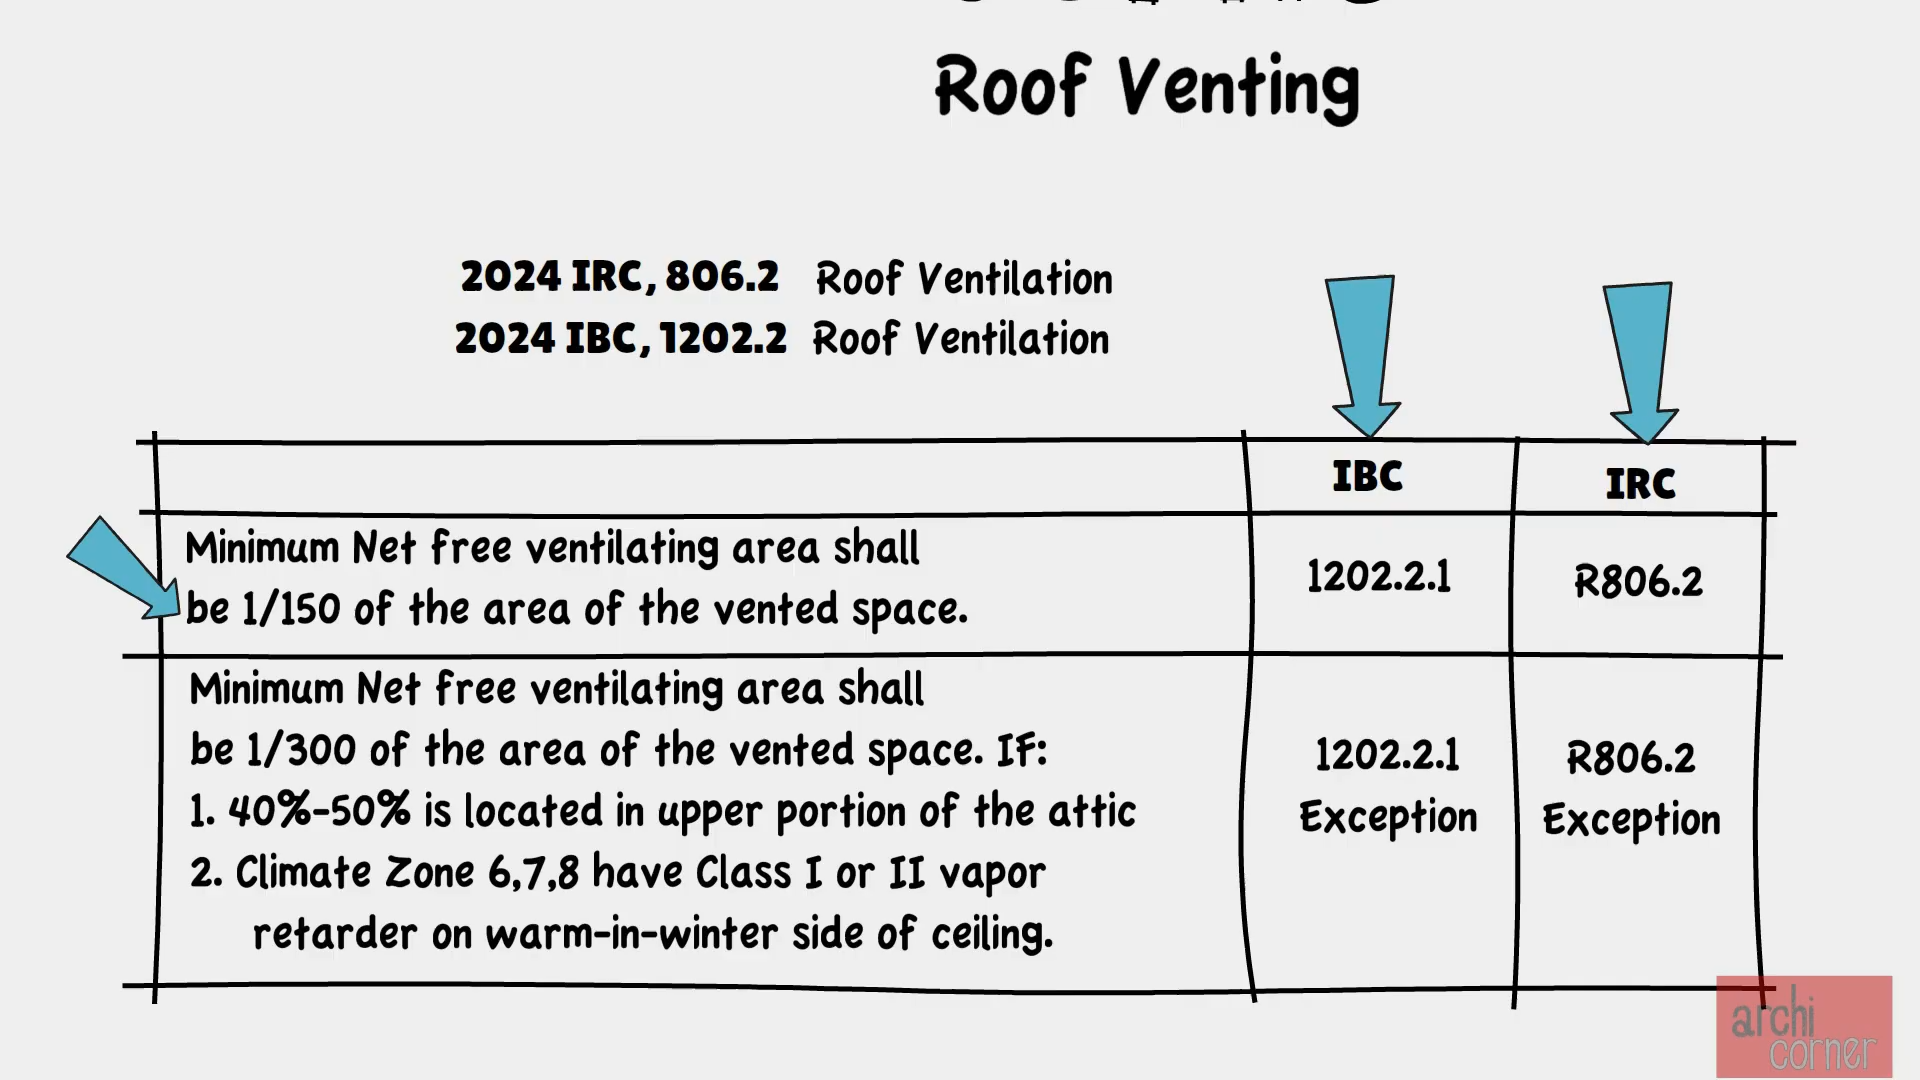 Roof Venting
2024 IRC, 806.2 Roof Ventilation
2024 IBC, 1202.2 Roof Ventilation
IBC IRC
Minimum Net free ventilating area shall
be 1/150 of the area of the vented space.
1202.2.1 R806.2
Minimum Net free ventilating area shall
be 1/300 of the area of the vented space. IF:
1. 40%-50% is located in upper portion of the attic
2. Climate Zone 6,7,8 have Class I or II vapor
retarder on warm-in-winter side of ceiling.
1202.2.1
Exception
R806.2
Exception
archi
corner